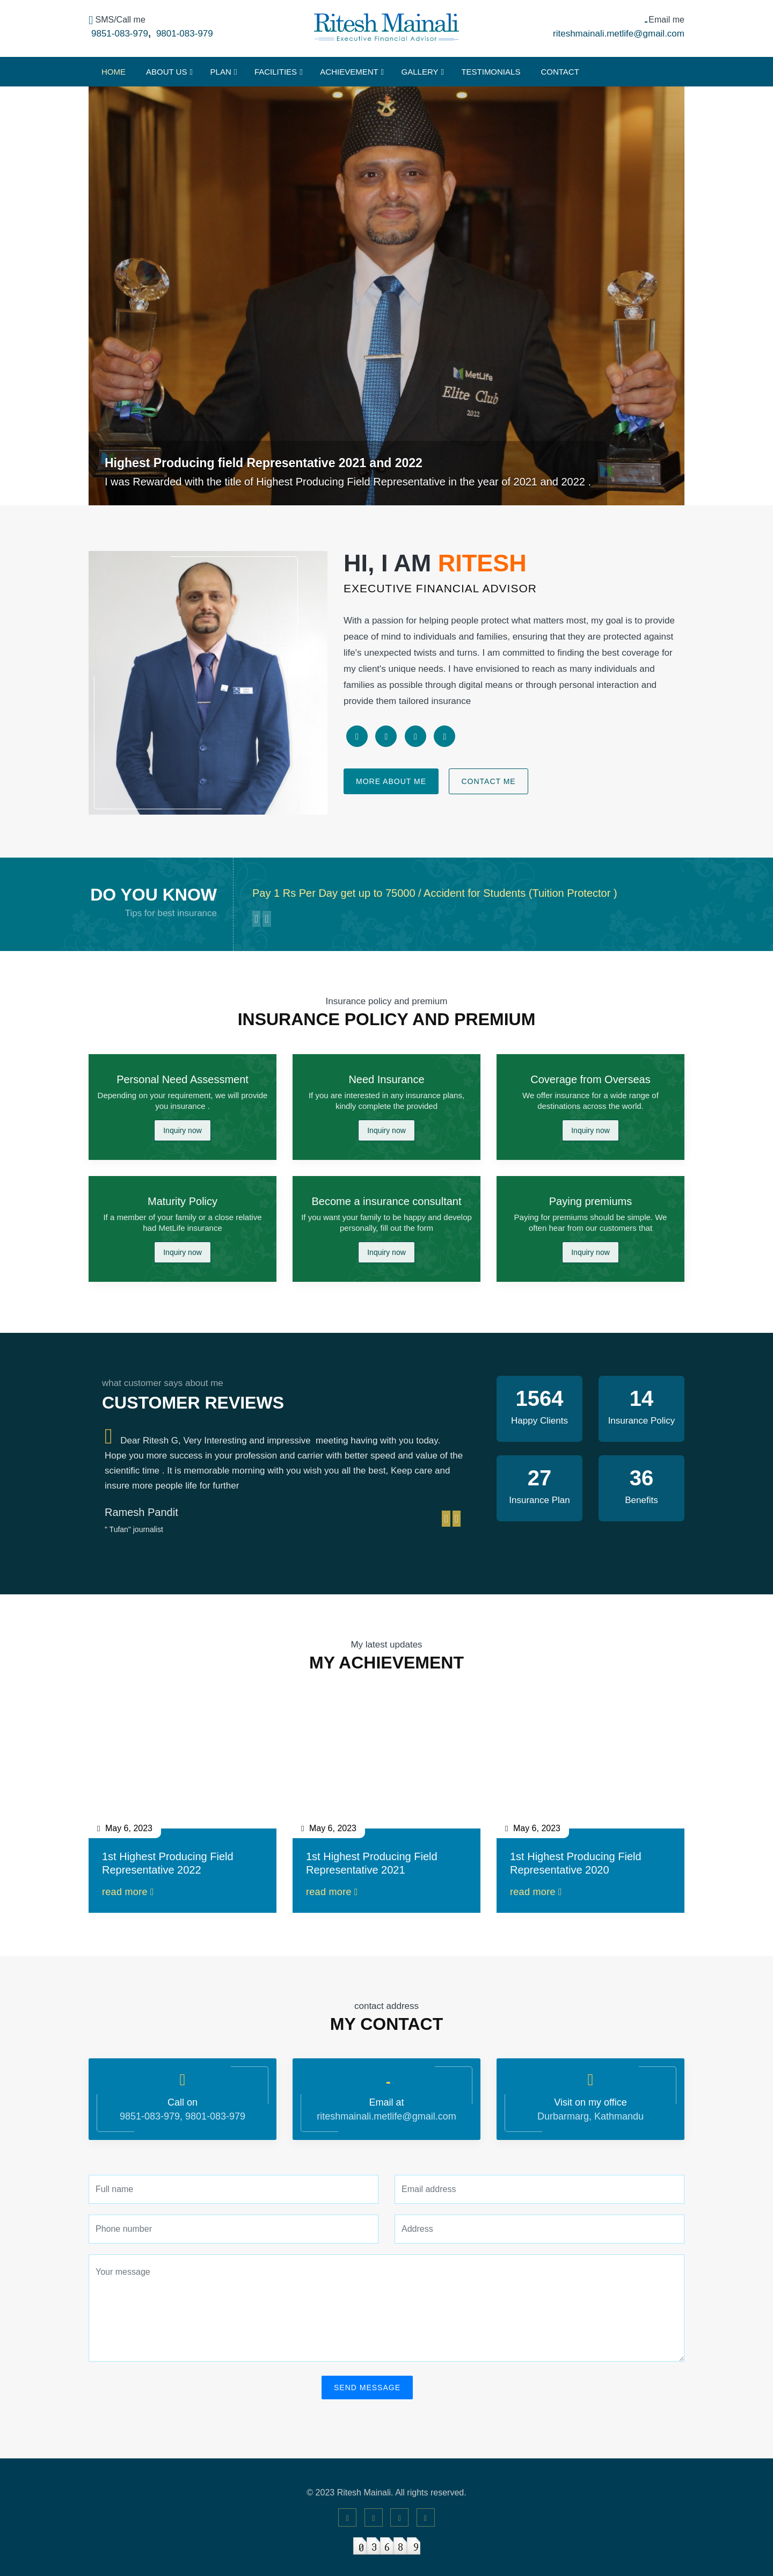 SMS/Call me
9851-083-979, 9801-083-979
Ritesh Mainali
Executive Financial Advisor
Email me
riteshmainali.metlife@gmail.com
HOME ABOUT US PLAN FACILITIES ACHIEVEMENT GALLERY TESTIMONIALS CONTACT
MetLife
Elite Club
2022
Highest Producing field Representative 2021 and 2022
I was Rewarded with the title of Highest Producing Field Representative in the year of 2021 and 2022 .
HI, I AM RITESH
EXECUTIVE FINANCIAL ADVISOR
With a passion for helping people protect what matters most, my goal is to provide
peace of mind to individuals and families, ensuring that they are protected against
life's unexpected twists and turns. I am committed to finding the best coverage for
my client's unique needs. I have envisioned to reach as many individuals and
families as possible through digital means or through personal interaction and
provide them tailored insurance
MORE ABOUT ME CONTACT ME
DO YOU KNOW
Tips for best insurance
Pay 1 Rs Per Day get up to 75000 / Accident for Students (Tuition Protector )
Insurance policy and premium
INSURANCE POLICY AND PREMIUM
Personal Need Assessment
Depending on your requirement, we will provide
you insurance .
Inquiry now
Need Insurance
If you are interested in any insurance plans,
kindly complete the provided
Inquiry now
Coverage from Overseas
We offer insurance for a wide range of
destinations across the world.
Inquiry now
Maturity Policy
If a member of your family or a close relative
had MetLife insurance
Inquiry now
Become a insurance consultant
If you want your family to be happy and develop
personally, fill out the form
Inquiry now
Paying premiums
Paying for premiums should be simple. We
often hear from our customers that
Inquiry now
what customer says about me
CUSTOMER REVIEWS
Dear Ritesh G, Very Interesting and impressive meeting having with you today.
Hope you more success in your profession and carrier with better speed and value of the
scientific time . It is memorable morning with you wish you all the best, Keep care and
insure more people life for further
Ramesh Pandit
" Tufan" journalist
1564
Happy Clients
14
Insurance Policy
27
Insurance Plan
36
Benefits
My latest updates
MY ACHIEVEMENT
May 6, 2023
1st Highest Producing Field
Representative 2022
read more
May 6, 2023
1st Highest Producing Field
Representative 2021
read more
May 6, 2023
1st Highest Producing Field
Representative 2020
read more
contact address
MY CONTACT
Call on
9851-083-979, 9801-083-979
Email at
riteshmainali.metlife@gmail.com
Visit on my office
Durbarmarg, Kathmandu
Full name
Email address
Phone number
Address
Your message
SEND MESSAGE
© 2023 Ritesh Mainali. All rights reserved.
03689